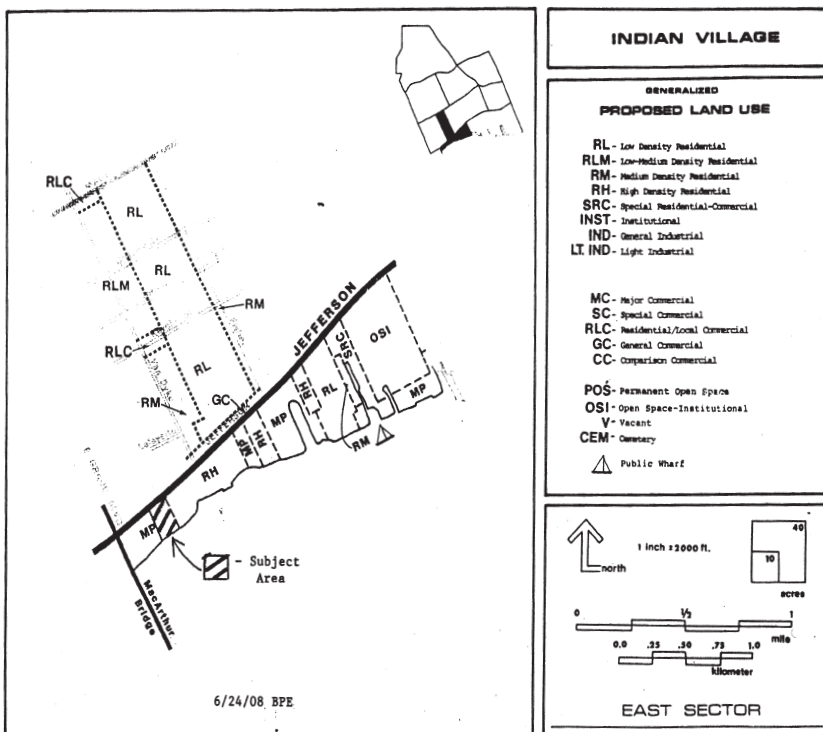 INDIAN VILLAGE
GENERALIZED
PROPOSED LAND USE
RL- Low Density Residential
RLM- Low-Medium Density Residential
RM- Medium Density Residential
RH- High Density Residential
SRC- Special Residential-Commercial
INST- Institutional
IND- General Industrial
LT. IND- Light Industrial
MC- Major Commercial
SC- Special Commercial
RLC- Residential/Local Commercial
GC- General Commercial
CC- Comparison Commercial
POS- Permanent Open Space
OSI- Open Space-Institutional
V- Vacant
CEM- Cemetery
Public Wharf
RLC
RL
RLM
RL
RM
RLC
RL
RM
GC
JEFFERSON
JEFFERSON
SRC
OSI
RH
RL
MP
MP
RH
MP
RM
RH
MP
MacArthur
Bridge
- Subject
Area
6/24/08 BPE
north
1 inch = 2000 ft.
40
10
acres
0 1/2 1
mile
0.0 .25 .50 .75 1.0
kilometer
EAST SECTOR